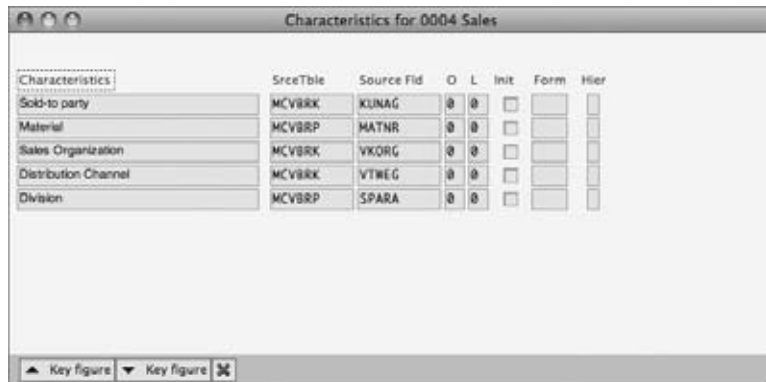 Characteristics for 0004 Sales
Characteristics SrceTble Source Fld O L Init Form Hier
Sold-to party MCVBRK KUNAG 0 0
Material MCVBRP MATNR 0 0
Sales Organization MCVBRK VKORG 0 0
Distribution Channel MCVBRK VTWEG 0 0
Division MCVBRP SPARA 0 0
Key figure Key figure